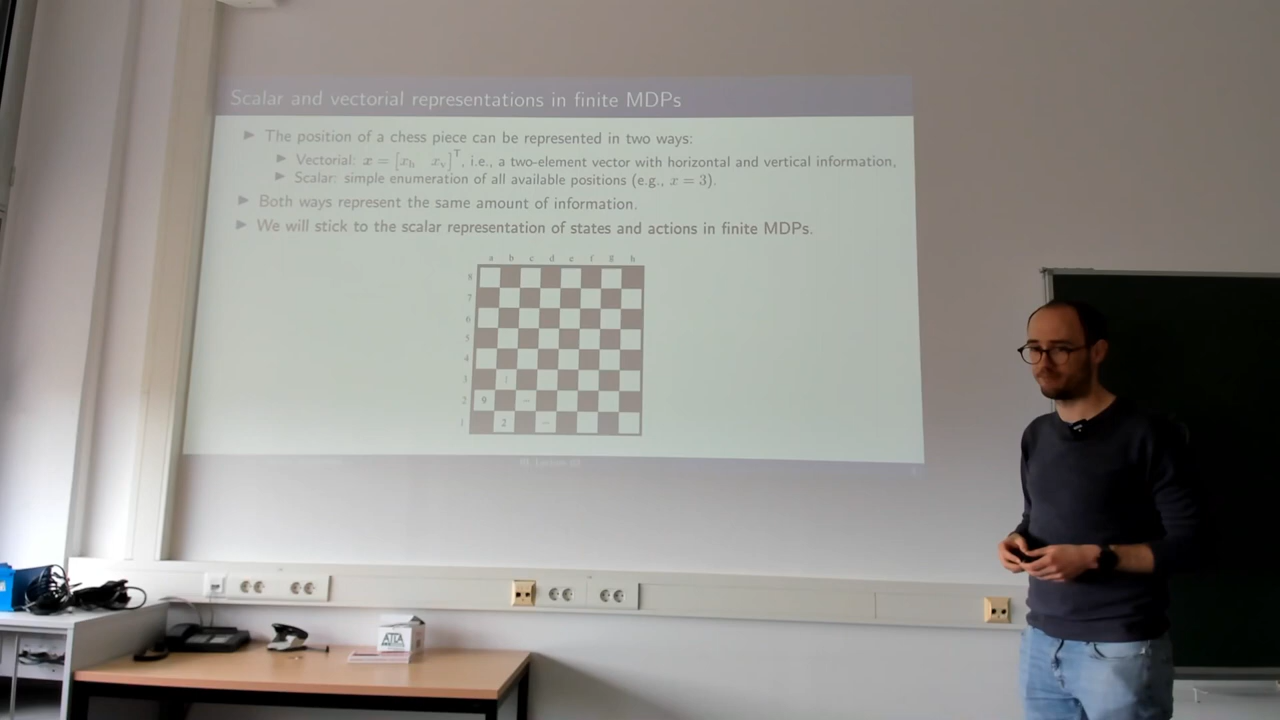 Scalar and vectorial representations in finite MDPs
The position of a chess piece can be represented in two ways:
Vectorial: x = [x_h x_v]^T, i.e., a two-element vector with horizontal and vertical information,
Scalar: simple enumeration of all available positions (e.g., x = 3).
Both ways represent the same amount of information.
We will stick to the scalar representation of states and actions in finite MDPs.
a b c d e f g h
8
7
6
5
4
3
2 9 ...
1 2 ...
ATLA